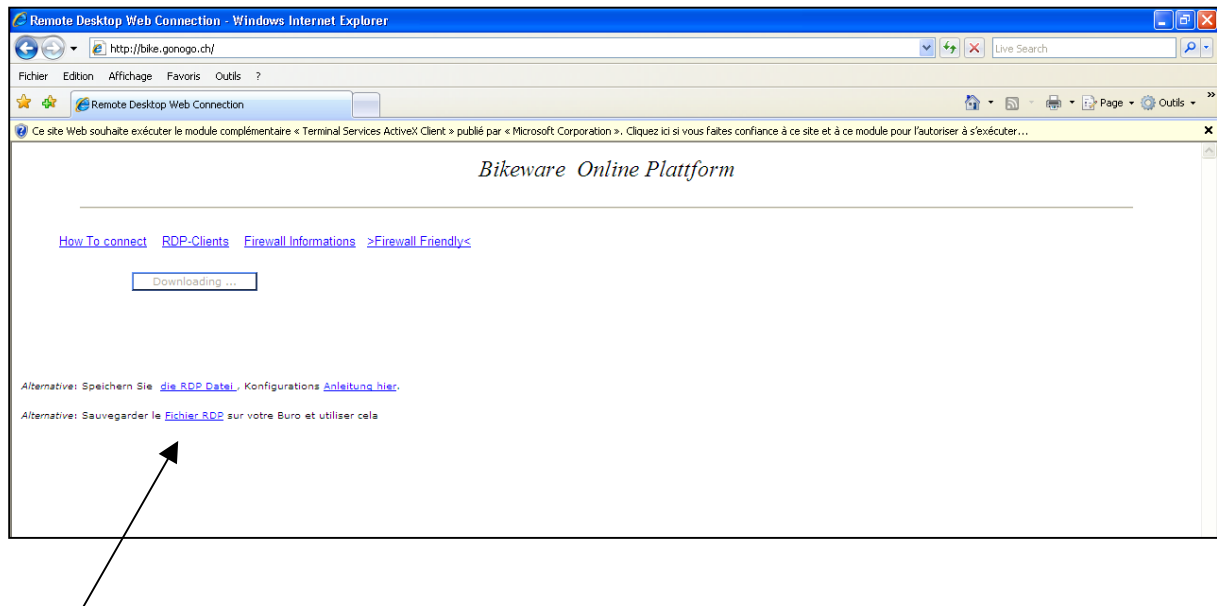 Remote Desktop Web Connection - Windows Internet Explorer
http://bike.gonogo.ch/ Live Search
Fichier Edition Affichage Favoris Outils ?
Remote Desktop Web Connection Page Outils »
Ce site Web souhaite exécuter le module complémentaire « Terminal Services ActiveX Client » publié par « Microsoft Corporation ». Cliquez ici si vous faites confiance à ce site et à ce module pour l'autoriser à s'exécuter...
Bikeware Online Plattform
How To connect RDP-Clients Firewall Informations >Firewall Friendly<
Downloading ...
Alternative: Speichern Sie die RDP Datei , Konfigurations Anleitung hier.
Alternative: Sauvegarder le Fichier RDP sur votre Buro et utiliser cela